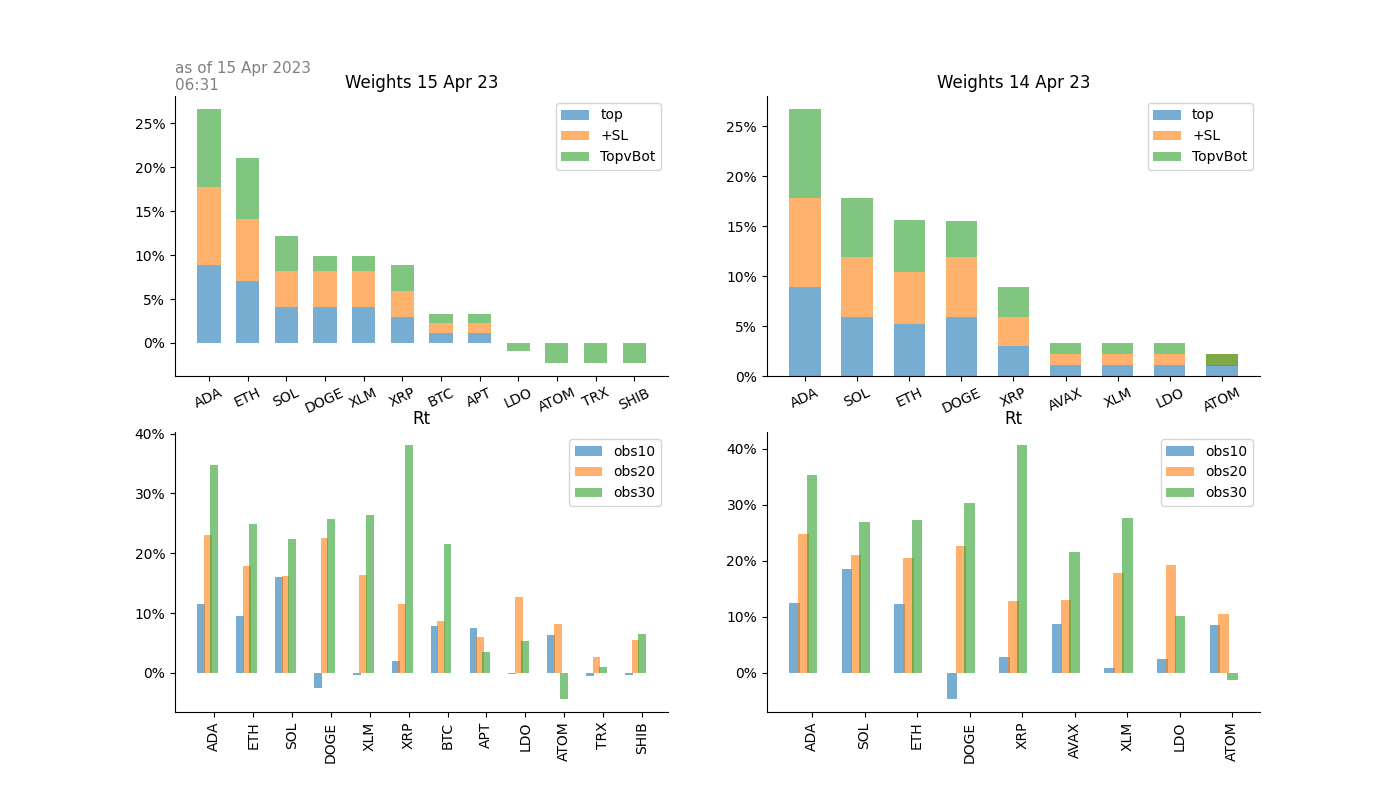 as of 15 Apr 2023
06:31
Weights 15 Apr 23
25%
20%
15%
10%
5%
0%
top
+SL
TopvBot
ADA ETH SOL DOGE XLM XRP BTC APT LDO ATOM TRX SHIB
Weights 14 Apr 23
25%
20%
15%
10%
5%
0%
top
+SL
TopvBot
ADA SOL ETH DOGE XRP AVAX XLM LDO ATOM
Rt
40%
30%
20%
10%
0%
obs10
obs20
obs30
ADA ETH SOL DOGE XLM XRP BTC APT LDO ATOM TRX SHIB
Rt
40%
30%
20%
10%
0%
obs10
obs20
obs30
ADA SOL ETH DOGE XRP AVAX XLM LDO ATOM